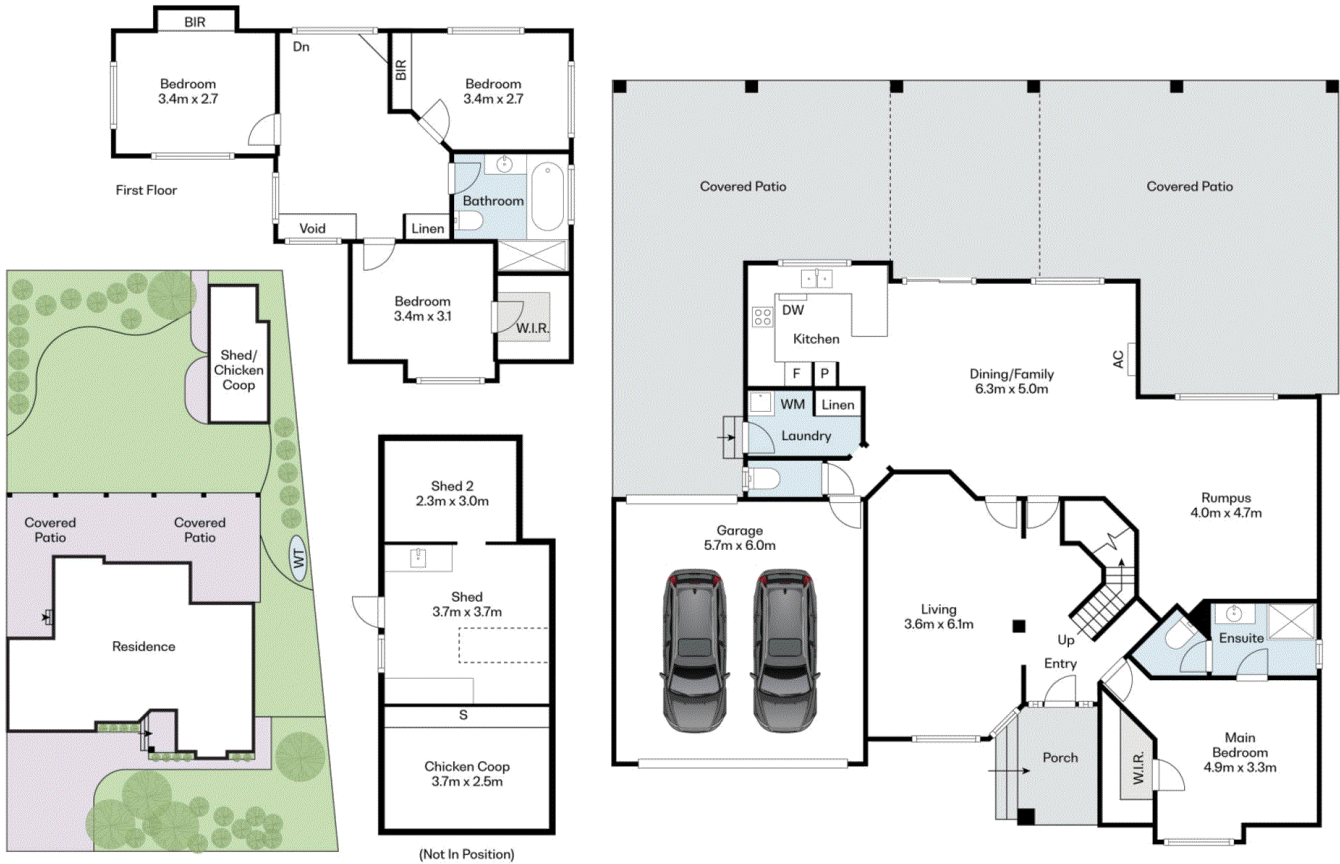 BIR
Dn
Bedroom
3.4m x 2.7
BIR
Bedroom
3.4m x 2.7
First Floor
Bathroom
Void
Linen
Bedroom
3.4m x 3.1
W.I.R.
Shed/
Chicken
Coop
Covered
Patio
Covered
Patio
WT
Residence
Shed 2
2.3m x 3.0m
Shed
3.7m x 3.7m
S
Chicken Coop
3.7m x 2.5m
(Not In Position)
Covered Patio
Covered Patio
DW
Kitchen
F
P
AC
Dining/Family
6.3m x 5.0m
WM
Linen
Laundry
Rumpus
4.0m x 4.7m
Garage
5.7m x 6.0m
Living
3.6m x 6.1m
Up
Entry
Ensuite
Porch
W.I.R.
Main
Bedroom
4.9m x 3.3m